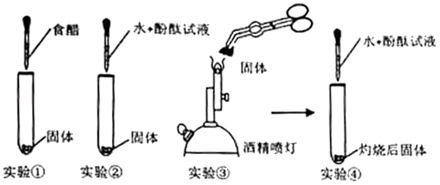 食醋
水+酚酞试液
固体
水+酚酞试液
固体
固体
酒精喷灯
灼烧后固体
实验①
实验②
实验③
实验④